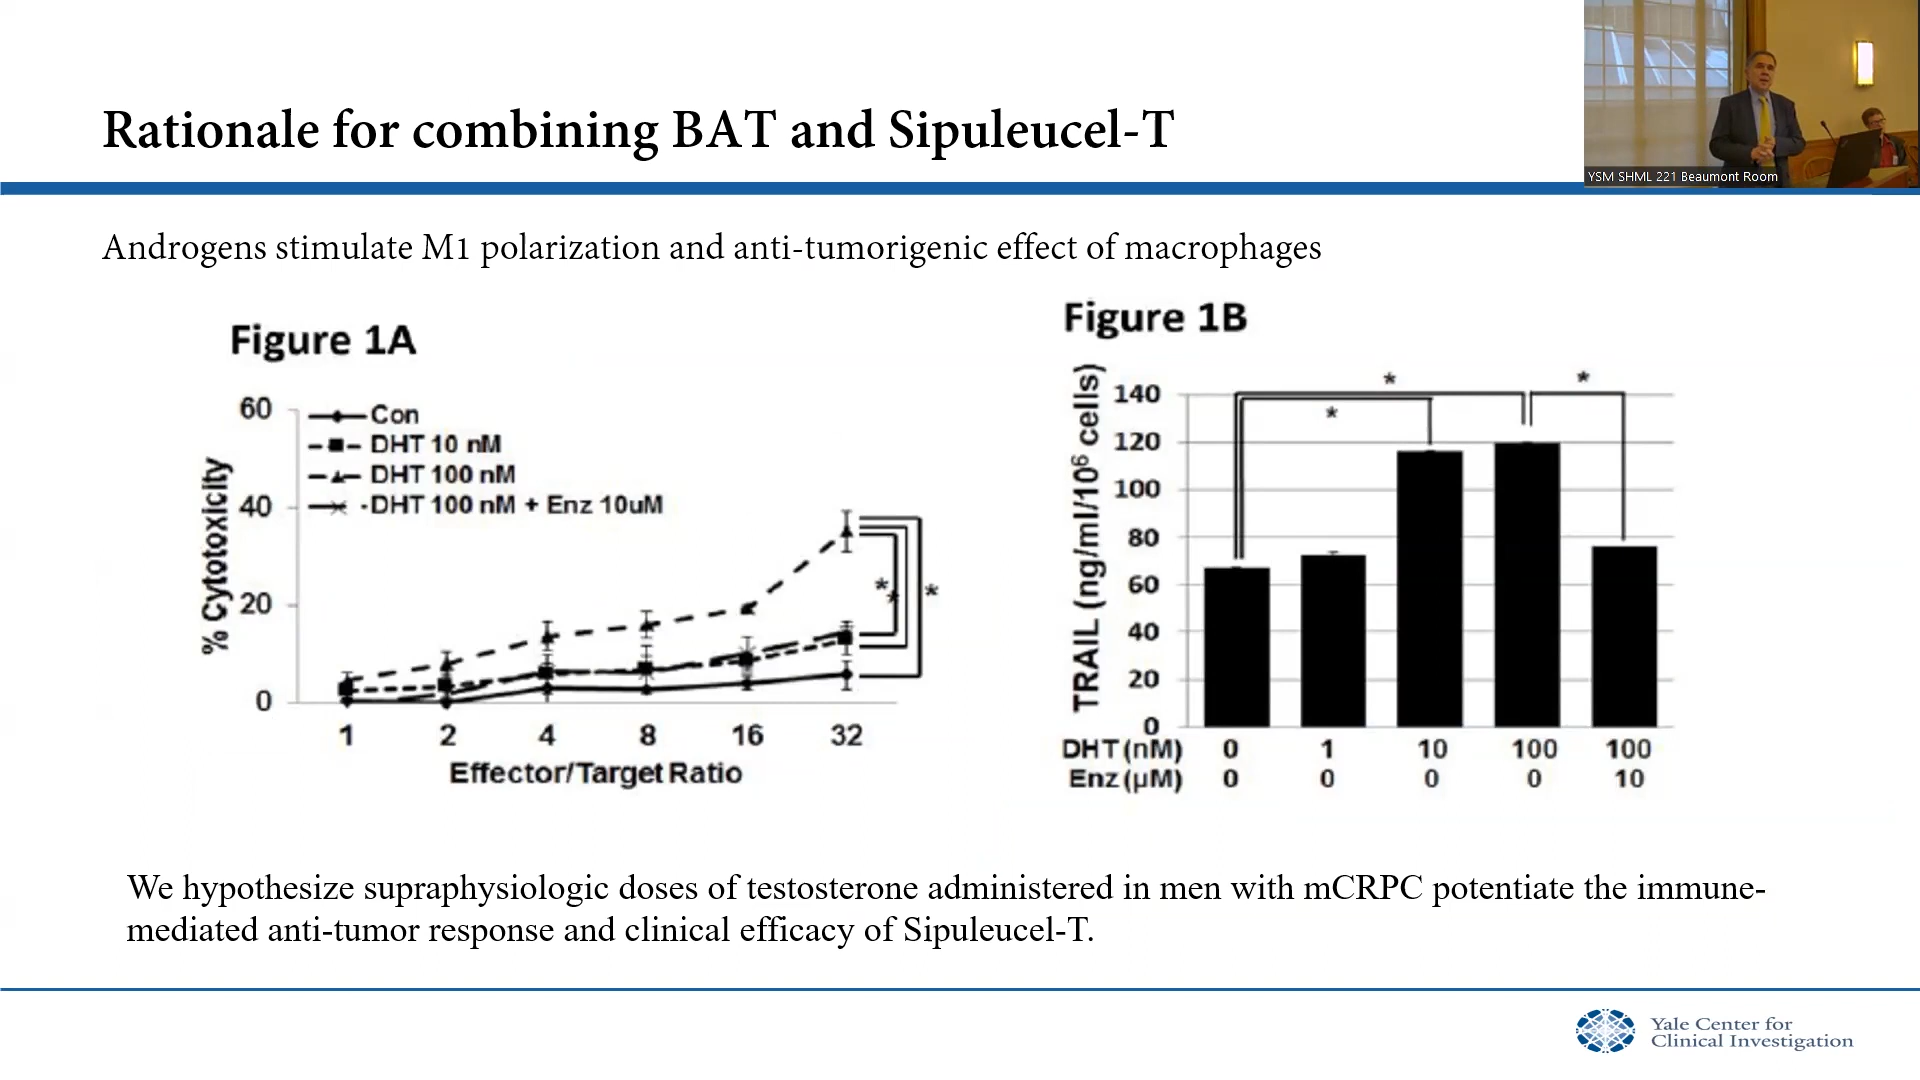 Rationale for combining BAT and Sipuleucel-T
YSM SHML 221 Beaumont Room
Androgens stimulate M1 polarization and anti-tumorigenic effect of macrophages
Figure 1A
% Cytotoxicity
60
40
20
0
Con
DHT 10 nM
DHT 100 nM
-DHT 100 nM + Enz 10uM
*
*
*
1 2 4 8 16 32
Effector/Target Ratio
Figure 1B
TRAIL (ng/ml/10⁶ cells)
140
120
100
80
60
40
20
0
* *
*
DHT (nM) 0 1 10 100 100
Enz (µM) 0 0 0 0 10
We hypothesize supraphysiologic doses of testosterone administered in men with mCRPC potentiate the immune-
mediated anti-tumor response and clinical efficacy of Sipuleucel-T.
Yale Center for
Clinical Investigation